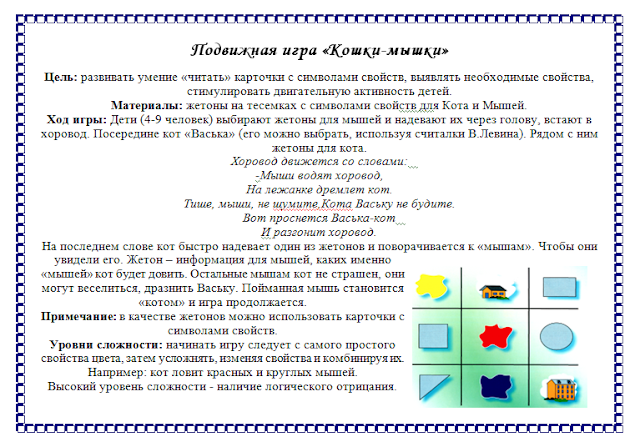 Подвижная игра «Кошки-мышки»
Цель: развивать умение «читать» карточки с символами свойств, выявлять необходимые свойства,
стимулировать двигательную активность детей.
Материалы: жетоны на тесемках с символами свойств для Кота и Мышей.
Ход игры: Дети (4-9 человек) выбирают жетоны для мышей и надевают их через голову, встают в
хоровод. Посередине кот «Васька» (его можно выбрать, используя считалки В.Левина). Рядом с ним
жетоны для кота.
Хоровод движется со словами:
-Мыши водят хоровод,
На лежанке дремлет кот.
Тише, мыши, не шумите,Кота Ваську не будите.
Вот проснется Васька-кот
И разгонит хоровод.
На последнем слове кот быстро надевает один из жетонов и поворачивается к «мышам». Чтобы они
увидели его. Жетон – информация для мышей, каких именно
«мышей» кот будет довить. Остальные мышам кот не страшен, они
могут веселиться, дразнить Ваську. Пойманная мышь становится
«котом» и игра продолжается.
Примечание: в качестве жетонов можно использовать карточки с
символами свойств.
Уровни сложности: начинать игру следует с самого простого
свойства цвета, затем усложнять, изменяя свойства и комбинируя их.
Например: кот ловит красных и круглых мышей.
Высокий уровень сложности - наличие логического отрицания.